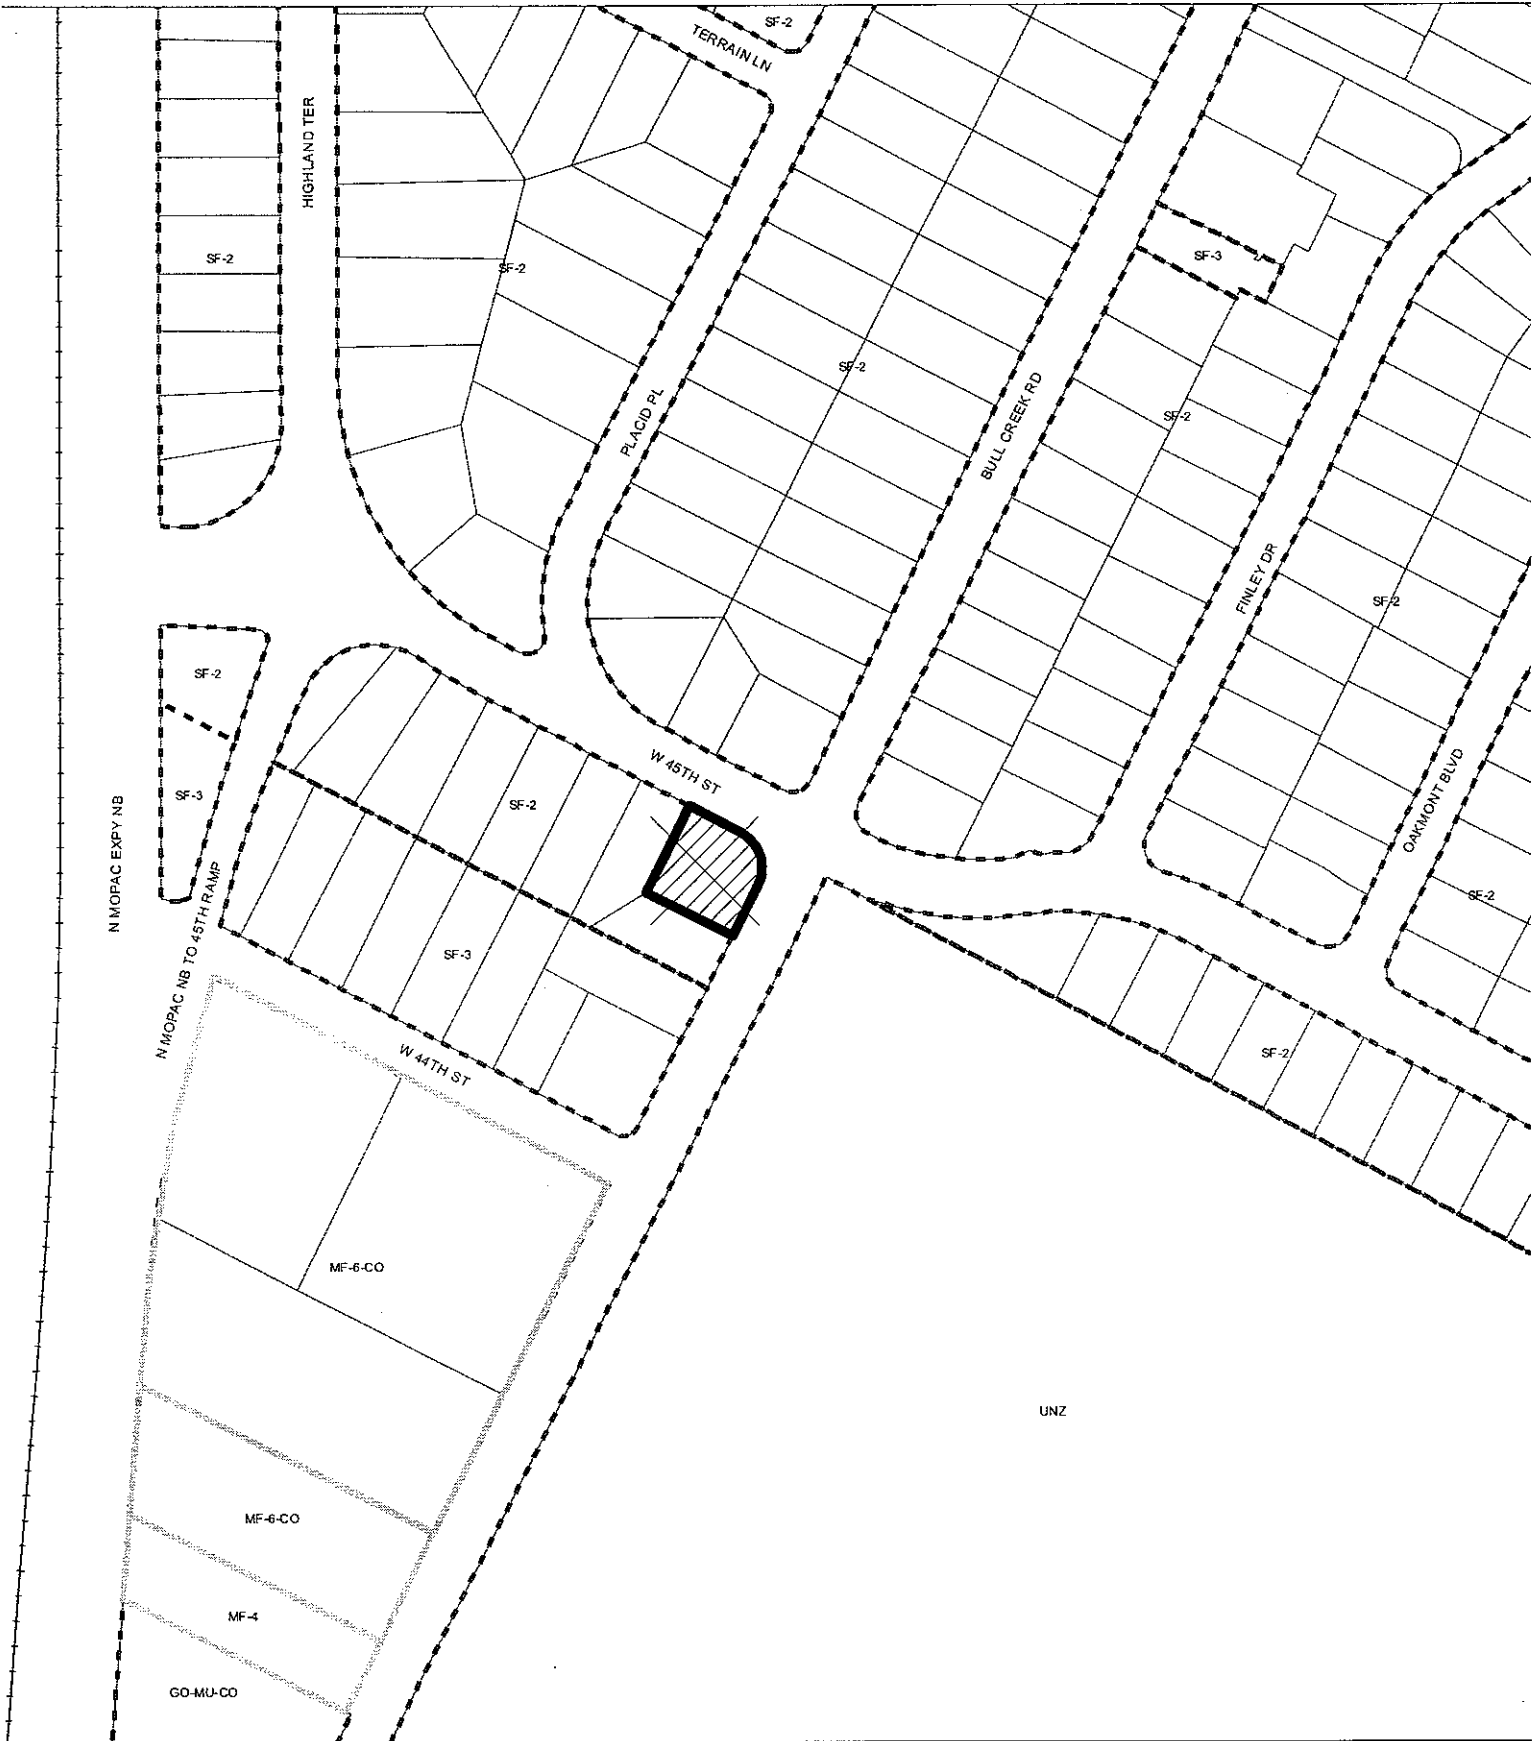 SF-2
TERRAIN LN
HIGHLAND TER
SF-2
SF-2
SF-3
SF-2
PLACID PL
BULL CREEK RD
SF-2
FINLEY DR
SF-2
SF-2
W 45TH ST
OAKMONT BLVD
SF-3
SF-2
N MOPAC EXPY NB
SF-2
N MOPAC NB TO 45TH RAMP
SF-3
W 44TH ST
SF-2
MF-6-CO
UNZ
MF-6-CO
MF-4
GO-MU-CO